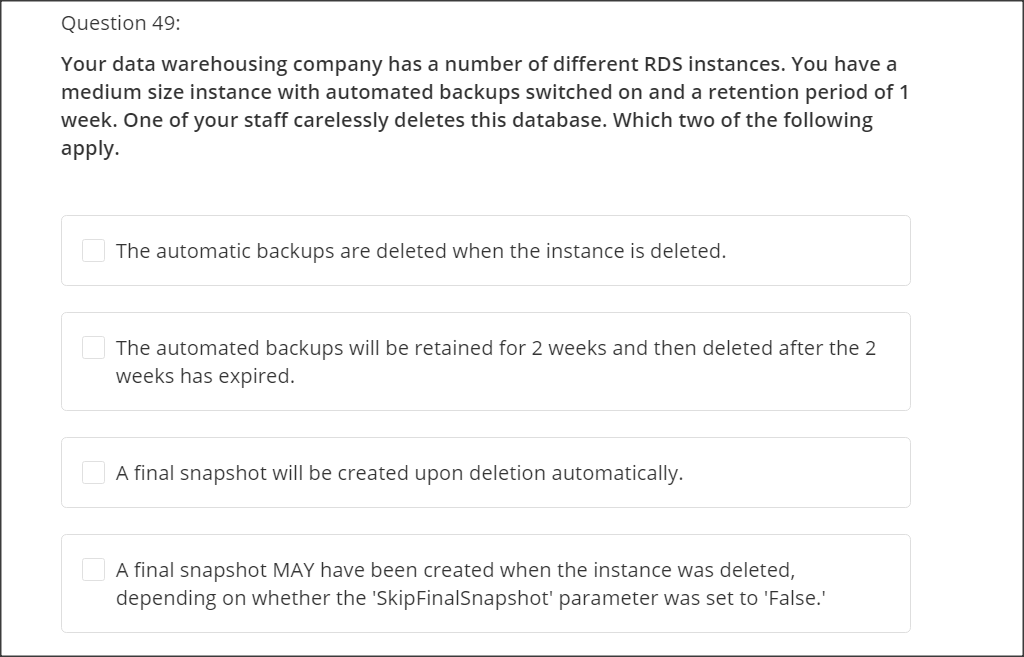 Question 49:
Your data warehousing company has a number of different RDS instances. You have a
medium size instance with automated backups switched on and a retention period of 1
week. One of your staff carelessly deletes this database. Which two of the following
apply.
The automatic backups are deleted when the instance is deleted.
The automated backups will be retained for 2 weeks and then deleted after the 2
weeks has expired.
A final snapshot will be created upon deletion automatically.
A final snapshot MAY have been created when the instance was deleted,
depending on whether the 'SkipFinalSnapshot' parameter was set to 'False.'